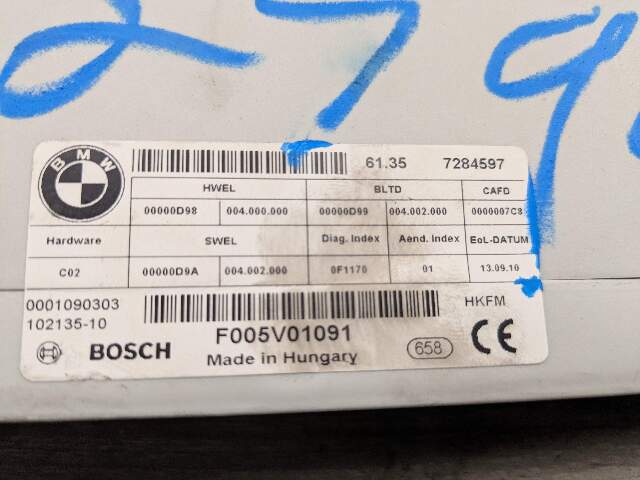 279
BMW
61.35 7284597
HWEL BLTD CAFD
00000D98 004.000.000 00000D99 004.002.000 0000007C8
Hardware SWEL Diag. Index Aend. Index EoL-DATUM
C02 00000D9A 004.002.000 0F1170 01 13.09.10
0001090303 HKFM
102135-10 F005V01091
BOSCH Made in Hungary 658 CE